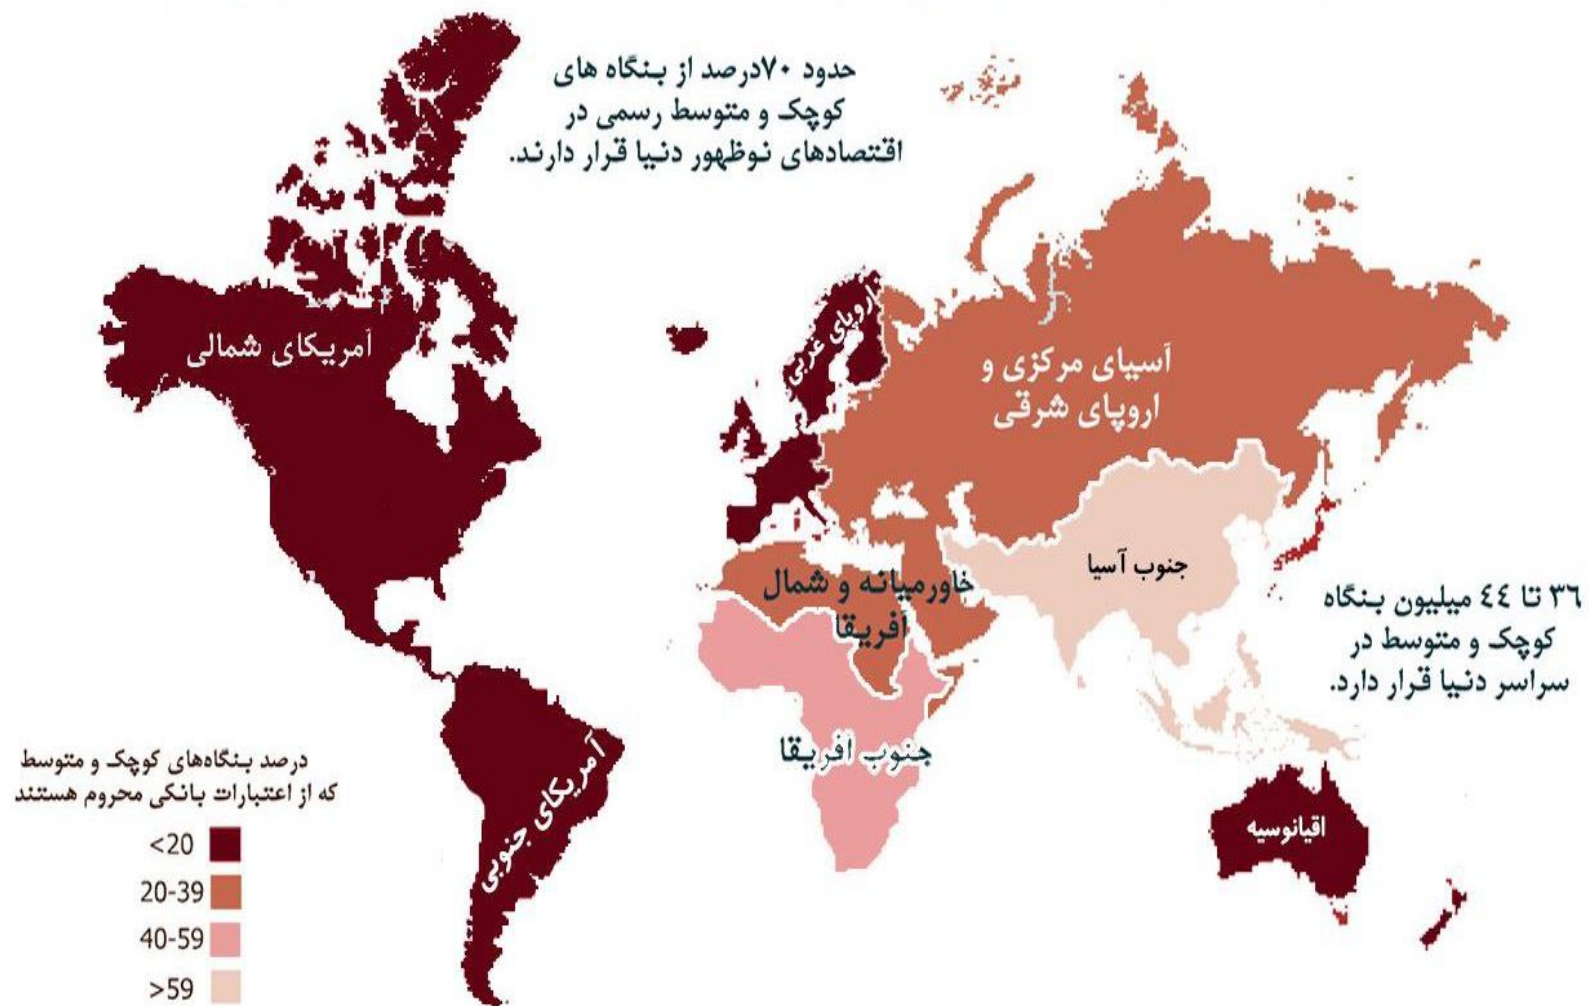 حدود ۷۰درصد از بنگاه های
کوچک و متوسط رسمی در
اقتصادهای نوظهور دنیا قرار دارند.
آمریکای شمالی
اروپای غربی
آسیای مرکزی و
اروپای شرقی
جنوب آسیا
خاورمیانه و شمال
آفریقا
۳٦ تا ٤٤ میلیون بنگاه
کوچک و متوسط در
سراسر دنیا قرار دارد.
جنوب آفریقا
آمریکای جنوبی
اقیانوسیه
درصد بنگاه‌های کوچک و متوسط
که از اعتبارات بانکی محروم هستند
<20
20-39
40-59
>59